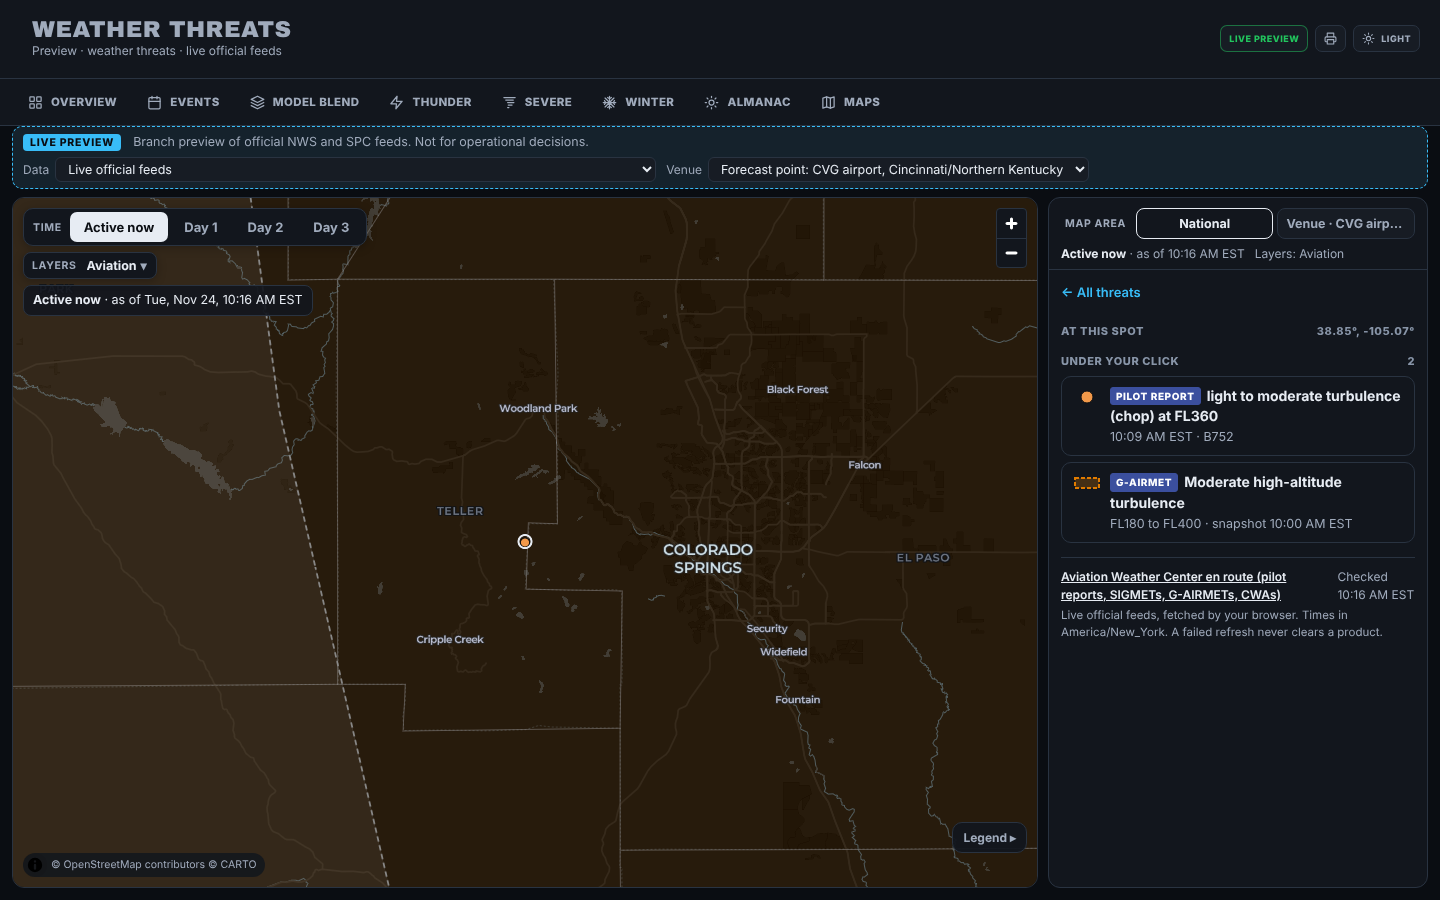 WEATHER THREATS
Preview · weather threats · live official feeds
LIVE PREVIEW
LIGHT
OVERVIEW
EVENTS
MODEL BLEND
THUNDER
SEVERE
WINTER
ALMANAC
MAPS
LIVE PREVIEW Branch preview of official NWS and SPC feeds. Not for operational decisions.
Data Live official feeds
Venue Forecast point: CVG airport, Cincinnati/Northern Kentucky
TIME Active now Day 1 Day 2 Day 3
LAYERS Aviation ▾
Active now · as of Tue, Nov 24, 10:16 AM EST
+
−
Black Forest
Woodland Park
Falcon
TELLER
COLORADO
SPRINGS
EL PASO
Security
Cripple Creek
Widefield
Fountain
Legend ▸
© OpenStreetMap contributors © CARTO
MAP AREA National Venue · CVG airp...
Active now · as of 10:16 AM EST Layers: Aviation
← All threats
AT THIS SPOT 38.85°, -105.07°
UNDER YOUR CLICK 2
PILOT REPORT light to moderate turbulence
(chop) at FL360
10:09 AM EST · B752
G-AIRMET Moderate high-altitude
turbulence
FL180 to FL400 · snapshot 10:00 AM EST
Aviation Weather Center en route (pilot
reports, SIGMETs, G-AIRMETs, CWAs)
Checked
10:16 AM EST
Live official feeds, fetched by your browser. Times in
America/New_York. A failed refresh never clears a product.